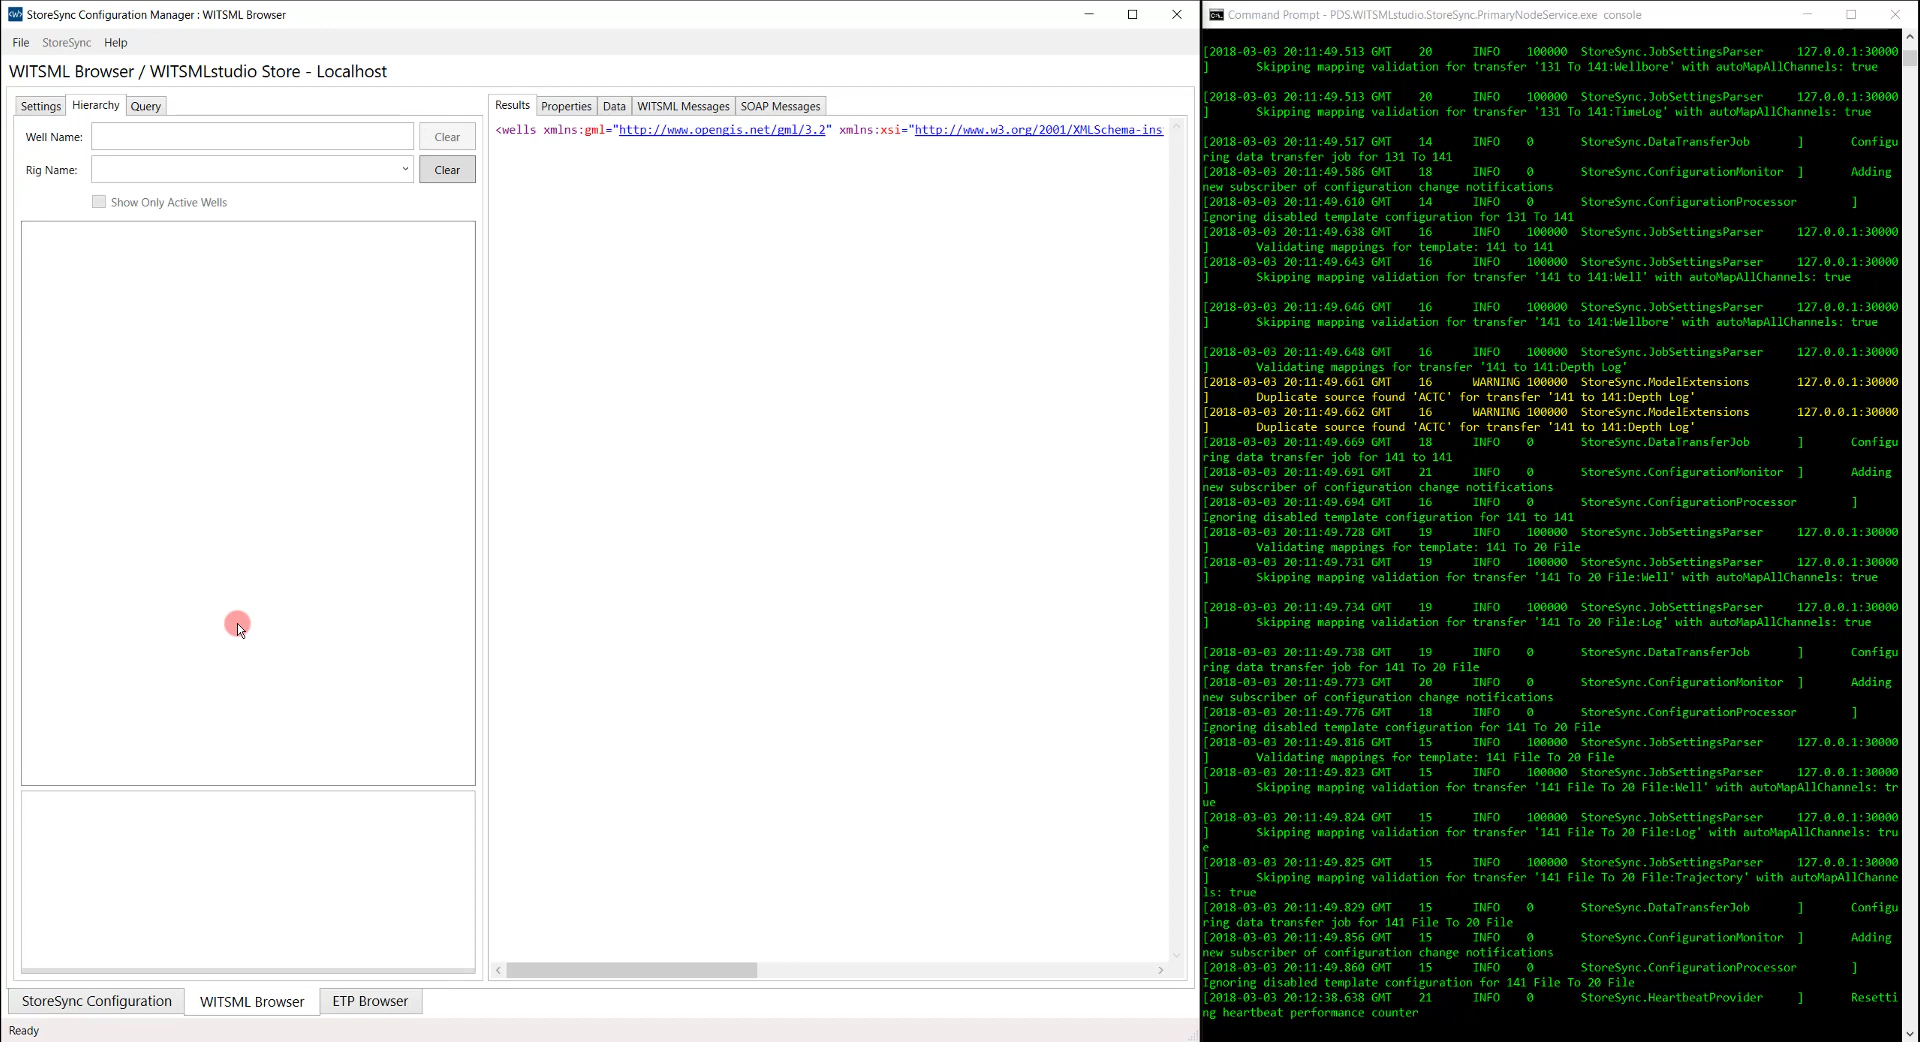 StoreSync Configuration Manager : WITSML Browser
File StoreSync Help
WITSML Browser / WITSMLstudio Store - Localhost
Settings Hierarchy Query
Well Name: Clear
Rig Name: Clear
Show Only Active Wells
Results Properties Data WITSML Messages SOAP Messages
<wells xmlns:gml="http://www.opengis.net/gml/3.2" xmlns:xsi="http://www.w3.org/2001/XMLSchema-ins
StoreSync Configuration WITSML Browser ETP Browser
Ready
Command Prompt - PDS.WITSMLstudio.StoreSync.PrimaryNodeService.exe console
[2018-03-03 20:11:49.513 GMT 20 INFO 100000 StoreSync.JobSettingsParser 127.0.0.1:30000
] Skipping mapping validation for transfer '131 To 141:Wellbore' with autoMapAllChannels: true
[2018-03-03 20:11:49.513 GMT 20 INFO 100000 StoreSync.JobSettingsParser 127.0.0.1:30000
] Skipping mapping validation for transfer '131 To 141:TimeLog' with autoMapAllChannels: true
[2018-03-03 20:11:49.517 GMT 14 INFO 0 StoreSync.DataTransferJob ] Configu
ring data transfer job for 131 To 141
[2018-03-03 20:11:49.586 GMT 18 INFO 0 StoreSync.ConfigurationMonitor ] Adding
new subscriber of configuration change notifications
[2018-03-03 20:11:49.610 GMT 14 INFO 0 StoreSync.ConfigurationProcessor ]
Ignoring disabled template configuration for 131 To 141
[2018-03-03 20:11:49.638 GMT 16 INFO 100000 StoreSync.JobSettingsParser 127.0.0.1:30000
] Validating mappings for template: 141 to 141
[2018-03-03 20:11:49.643 GMT 16 INFO 100000 StoreSync.JobSettingsParser 127.0.0.1:30000
] Skipping mapping validation for transfer '141 to 141:Well' with autoMapAllChannels: true
[2018-03-03 20:11:49.646 GMT 16 INFO 100000 StoreSync.JobSettingsParser 127.0.0.1:30000
] Skipping mapping validation for transfer '141 to 141:Wellbore' with autoMapAllChannels: true
[2018-03-03 20:11:49.648 GMT 16 INFO 100000 StoreSync.JobSettingsParser 127.0.0.1:30000
] Validating mappings for transfer '141 to 141:Depth Log'
[2018-03-03 20:11:49.661 GMT 16 WARNING 100000 StoreSync.ModelExtensions 127.0.0.1:30000
] Duplicate source found 'ACTC' for transfer '141 to 141:Depth Log'
[2018-03-03 20:11:49.662 GMT 16 WARNING 100000 StoreSync.ModelExtensions 127.0.0.1:30000
] Duplicate source found 'ACTC' for transfer '141 to 141:Depth Log'
[2018-03-03 20:11:49.669 GMT 18 INFO 0 StoreSync.DataTransferJob ] Configu
ring data transfer job for 141 to 141
[2018-03-03 20:11:49.691 GMT 21 INFO 0 StoreSync.ConfigurationMonitor ] Adding
new subscriber of configuration change notifications
[2018-03-03 20:11:49.694 GMT 16 INFO 0 StoreSync.ConfigurationProcessor ]
Ignoring disabled template configuration for 141 to 141
[2018-03-03 20:11:49.728 GMT 19 INFO 100000 StoreSync.JobSettingsParser 127.0.0.1:30000
] Validating mappings for template: 141 To 20 File
[2018-03-03 20:11:49.731 GMT 19 INFO 100000 StoreSync.JobSettingsParser 127.0.0.1:30000
] Skipping mapping validation for transfer '141 To 20 File:Well' with autoMapAllChannels: true
[2018-03-03 20:11:49.734 GMT 19 INFO 100000 StoreSync.JobSettingsParser 127.0.0.1:30000
] Skipping mapping validation for transfer '141 To 20 File:Log' with autoMapAllChannels: true
[2018-03-03 20:11:49.738 GMT 19 INFO 0 StoreSync.DataTransferJob ] Configu
ring data transfer job for 141 To 20 File
[2018-03-03 20:11:49.773 GMT 20 INFO 0 StoreSync.ConfigurationMonitor ] Adding
new subscriber of configuration change notifications
[2018-03-03 20:11:49.776 GMT 18 INFO 0 StoreSync.ConfigurationProcessor ]
Ignoring disabled template configuration for 141 To 20 File
[2018-03-03 20:11:49.816 GMT 15 INFO 100000 StoreSync.JobSettingsParser 127.0.0.1:30000
] Validating mappings for template: 141 File To 20 File
[2018-03-03 20:11:49.823 GMT 15 INFO 100000 StoreSync.JobSettingsParser 127.0.0.1:30000
] Skipping mapping validation for transfer '141 File To 20 File:Well' with autoMapAllChannels: tr
ue
[2018-03-03 20:11:49.824 GMT 15 INFO 100000 StoreSync.JobSettingsParser 127.0.0.1:30000
] Skipping mapping validation for transfer '141 File To 20 File:Log' with autoMapAllChannels: tru
e
[2018-03-03 20:11:49.825 GMT 15 INFO 100000 StoreSync.JobSettingsParser 127.0.0.1:30000
] Skipping mapping validation for transfer '141 File To 20 File:Trajectory' with autoMapAllChanne
ls: true
[2018-03-03 20:11:49.829 GMT 15 INFO 0 StoreSync.DataTransferJob ] Configu
ring data transfer job for 141 File To 20 File
[2018-03-03 20:11:49.856 GMT 15 INFO 0 StoreSync.ConfigurationMonitor ] Adding
new subscriber of configuration change notifications
[2018-03-03 20:11:49.860 GMT 15 INFO 0 StoreSync.ConfigurationProcessor ]
Ignoring disabled template configuration for 141 File To 20 File
[2018-03-03 20:12:38.638 GMT 21 INFO 0 StoreSync.HeartbeatProvider ] Resetti
ng heartbeat performance counter